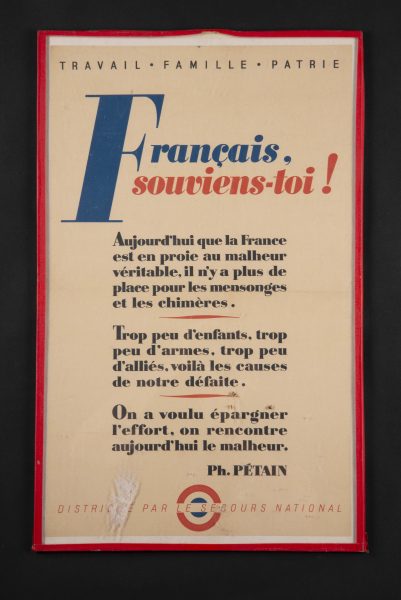 TRAVAIL • FAMILLE • PATRIE
Français,
souviens-toi !
Aujourd'hui que la France
est en proie au malheur
véritable, il n'y a plus de
place pour les mensonges
et les chimères.
Trop peu d'enfants, trop
peu d'armes, trop peu
d'alliés, voilà les causes
de notre défaite.
On a voulu épargner
l'effort, on rencontre
aujourd'hui le malheur.
Ph. PÉTAIN
DISTRIBUÉ PAR LE SECOURS NATIONAL